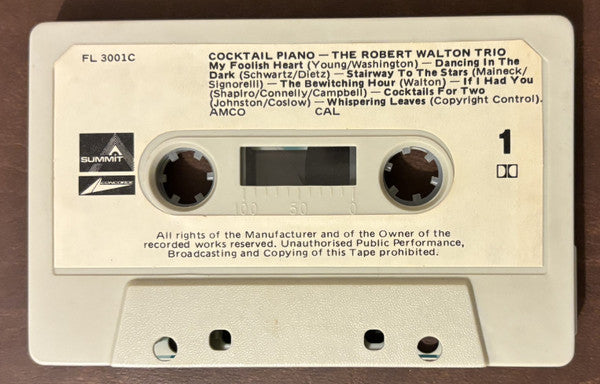 FL 3001C
COCKTAIL PIANO — THE ROBERT WALTON TRIO
My Foolish Heart (Young/Washington) — Dancing In The
Dark (Schwartz/Dietz) — Stairway To The Stars (Maineck/
Signorelli) — The Bewitching Hour (Walton) — If I Had You
(Shapiro/Connelly/Campbell) — Cocktails For Two
(Johnston/Coslow) — Whispering Leaves (Copyright Control).
AMCO CAL
SUMMIT
CONCORDE
1
100 50 0
All rights of the Manufacturer and of the Owner of the
recorded works reserved. Unauthorised Public Performance,
Broadcasting and Copying of this Tape prohibited.